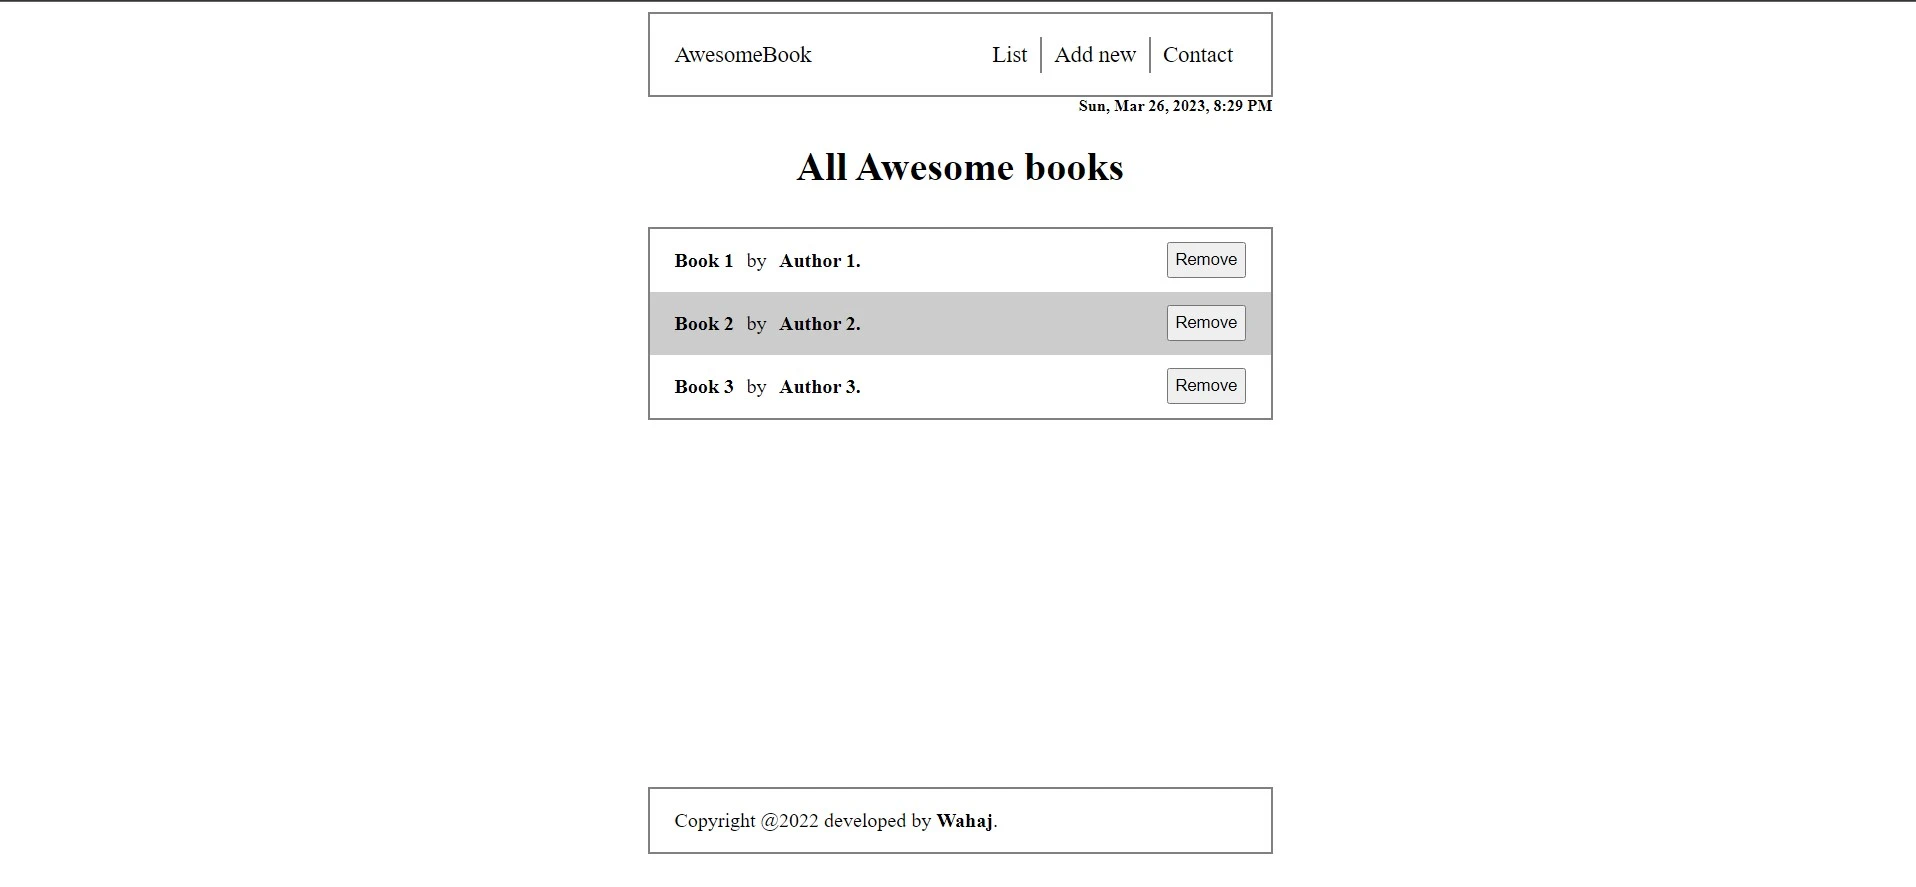 AwesomeBook List Add new Contact
Sun, Mar 26, 2023, 8:29 PM
All Awesome books
Book 1 by Author 1. Remove
Book 2 by Author 2. Remove
Book 3 by Author 3. Remove
Copyright @2022 developed by Wahaj.